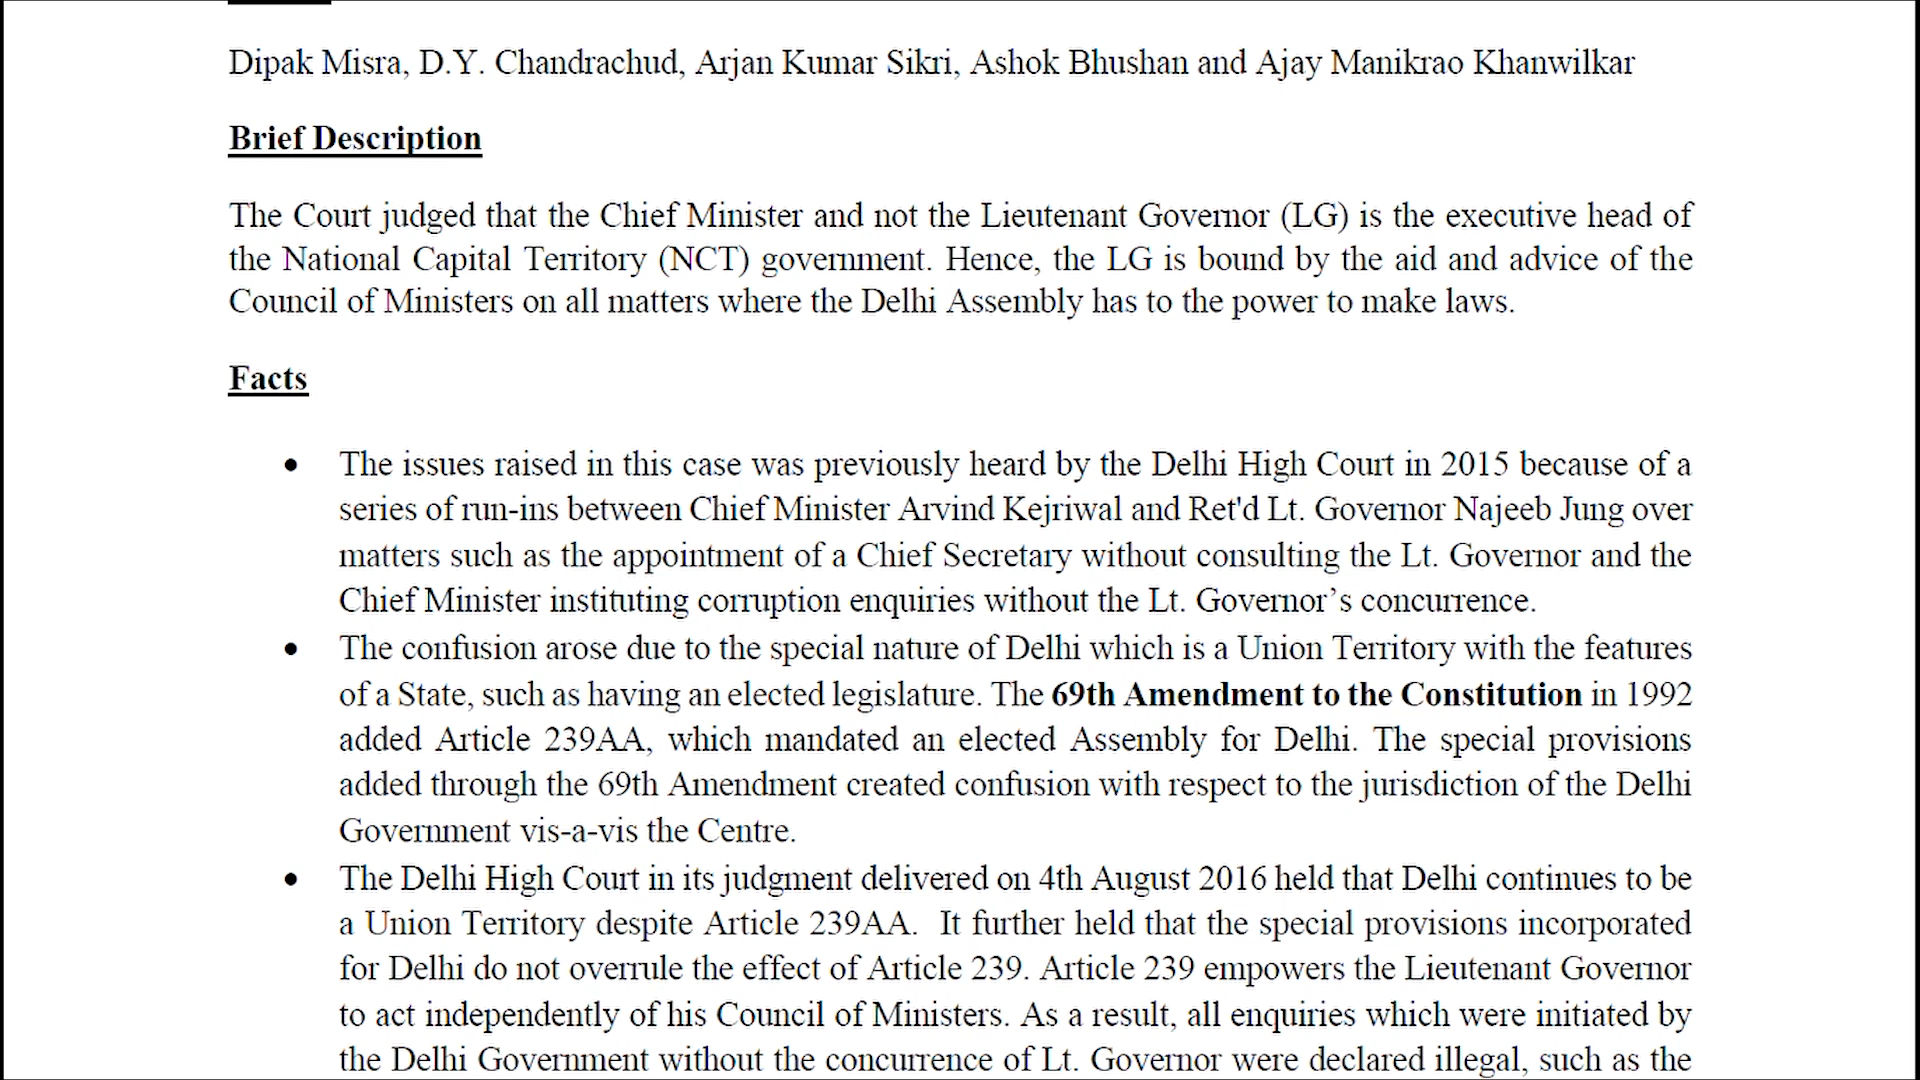 Dipak Misra, D.Y. Chandrachud, Arjan Kumar Sikri, Ashok Bhushan and Ajay Manikrao Khanwilkar
Brief Description
The Court judged that the Chief Minister and not the Lieutenant Governor (LG) is the executive head of
the National Capital Territory (NCT) government. Hence, the LG is bound by the aid and advice of the
Council of Ministers on all matters where the Delhi Assembly has to the power to make laws.
Facts
• The issues raised in this case was previously heard by the Delhi High Court in 2015 because of a
series of run-ins between Chief Minister Arvind Kejriwal and Ret'd Lt. Governor Najeeb Jung over
matters such as the appointment of a Chief Secretary without consulting the Lt. Governor and the
Chief Minister instituting corruption enquiries without the Lt. Governor’s concurrence.
• The confusion arose due to the special nature of Delhi which is a Union Territory with the features
of a State, such as having an elected legislature. The 69th Amendment to the Constitution in 1992
added Article 239AA, which mandated an elected Assembly for Delhi. The special provisions
added through the 69th Amendment created confusion with respect to the jurisdiction of the Delhi
Government vis-a-vis the Centre.
• The Delhi High Court in its judgment delivered on 4th August 2016 held that Delhi continues to be
a Union Territory despite Article 239AA. It further held that the special provisions incorporated
for Delhi do not overrule the effect of Article 239. Article 239 empowers the Lieutenant Governor
to act independently of his Council of Ministers. As a result, all enquiries which were initiated by
the Delhi Government without the concurrence of Lt. Governor were declared illegal, such as the